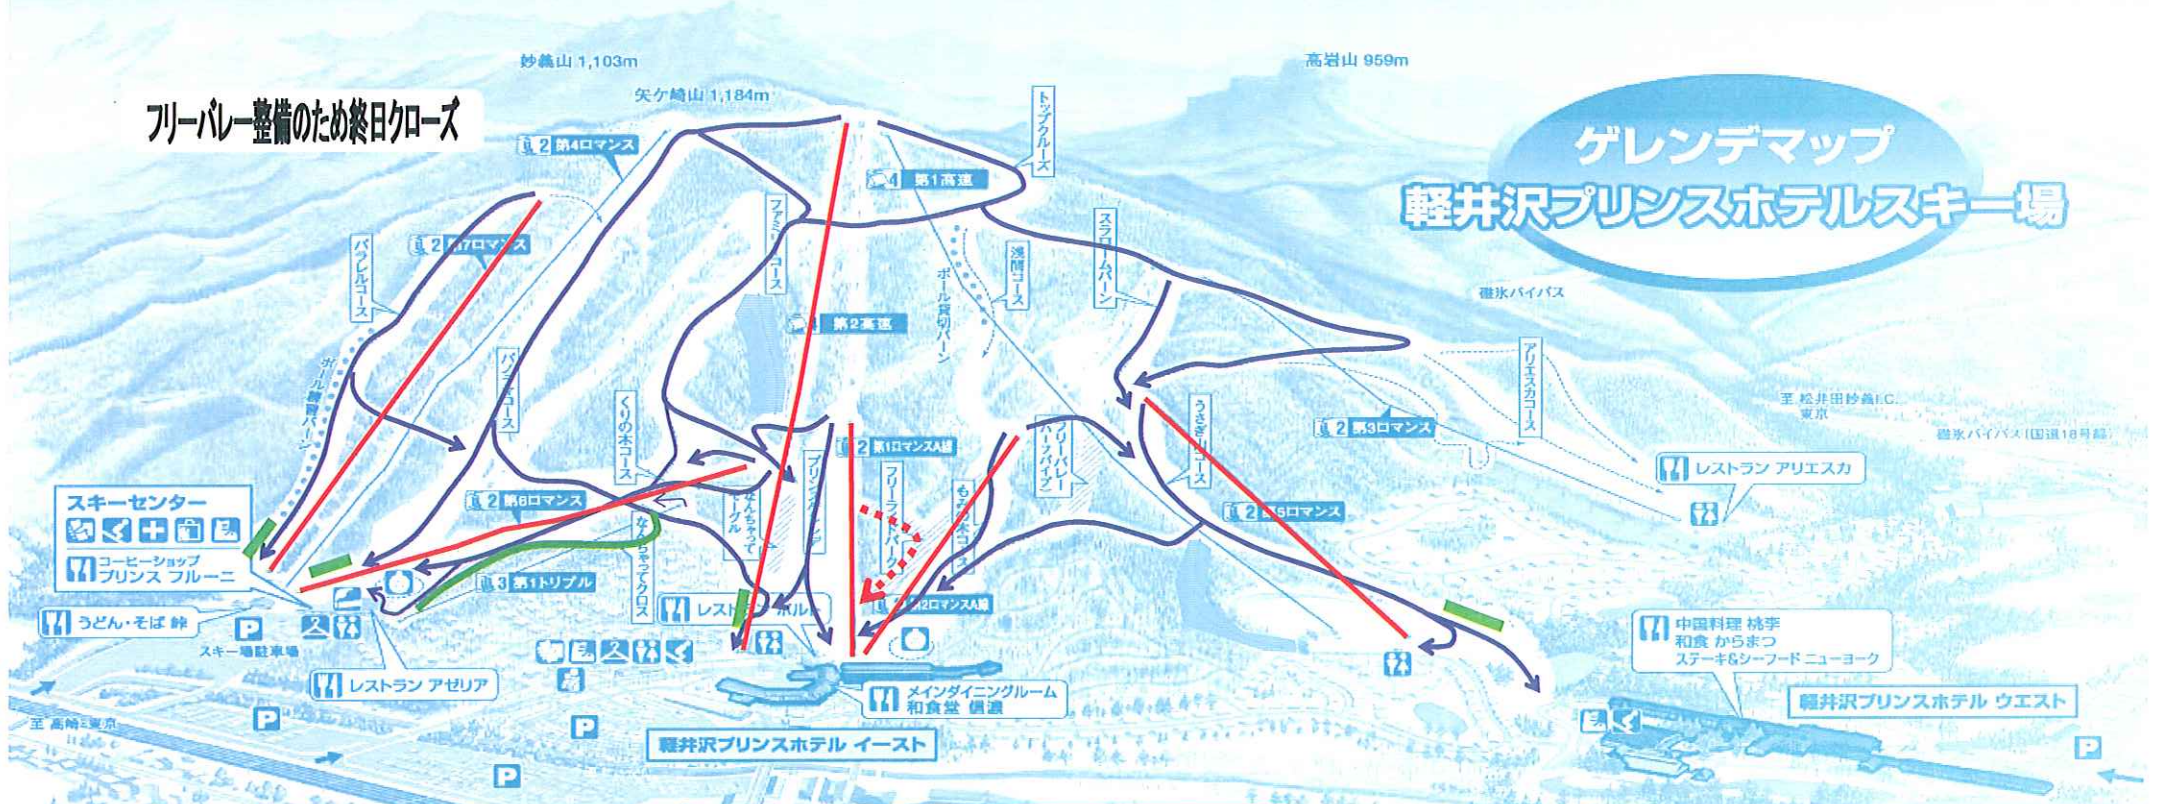 妙義山 1,103m
高岩山 959m
矢ケ崎山 1,184m
フリーバレー整備のため終日クローズ
ゲレンデマップ
軽井沢プリンスホテルスキー場
トップクルーズ
2 第4ロマンス
4 第1高速
ファミリーコース
スラロームバーン
2 第7ロマンス
パラレルコース
浅間コース
ポール貸切バーン
碓氷バイパス
第2高速
アリエスカコース
パノラマコース
くりの木コース
うさぎ山コース
至 松井田妙義I.C.
東京
2 第3ロマンス
碓氷バイパス(国道18号線)
2 第1ロマンスA線
レストラン アリエスカ
フリーバレー
(ハーフパイプ)
スキーセンター
2 第6ロマンス
2 第5ロマンス
コーヒーショップ
プリンス フルーニ
3 第1トリプル
なんちゃってクロス
うどん・そば 峠
P
スキー場駐車場
レストラン アゼリア
中国料理 桃李
和食 からまつ
ステーキ&シーフード ニューヨーク
メインダイニングルーム
和食堂 信濃
軽井沢プリンスホテル ウエスト
軽井沢プリンスホテル イースト
至 高崎・東京
P
P
P
P